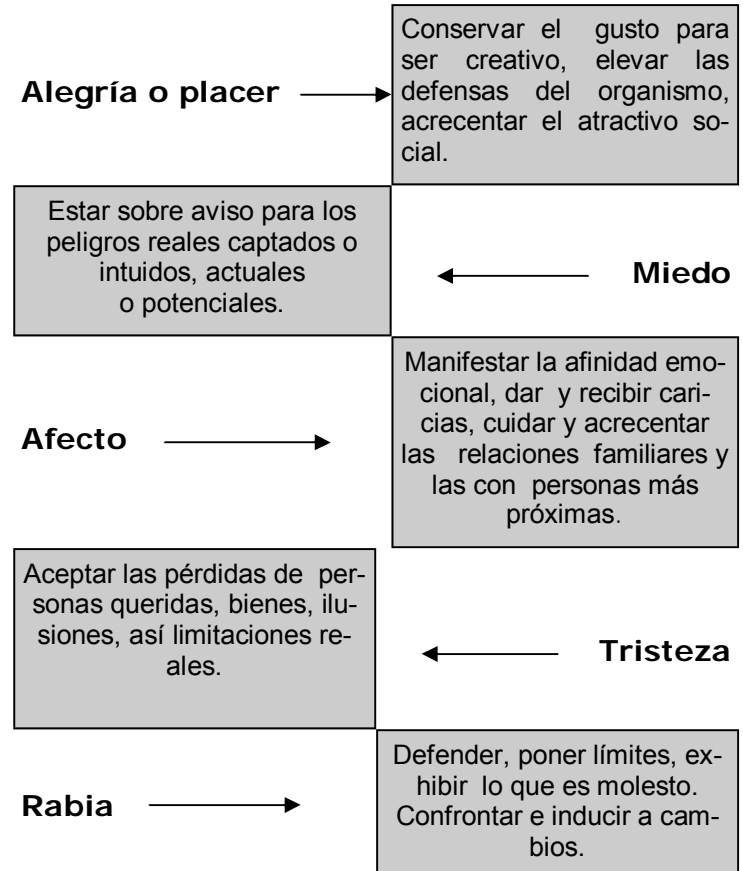 Alegría o placer
Conservar el gusto para
ser creativo, elevar las
defensas del organismo,
acrecentar el atractivo so-
cial.
Estar sobre aviso para los
peligros reales captados o
intuidos, actuales
o potenciales.
Miedo
Afecto
Manifestar la afinidad emo-
cional, dar y recibir cari-
cias, cuidar y acrecentar
las relaciones familiares y
las con personas más
próximas.
Aceptar las pérdidas de per-
sonas queridas, bienes, ilu-
siones, así limitaciones re-
ales.
Tristeza
Rabia
Defender, poner límites, ex-
hibir lo que es molesto.
Confrontar e inducir a cam-
bios.